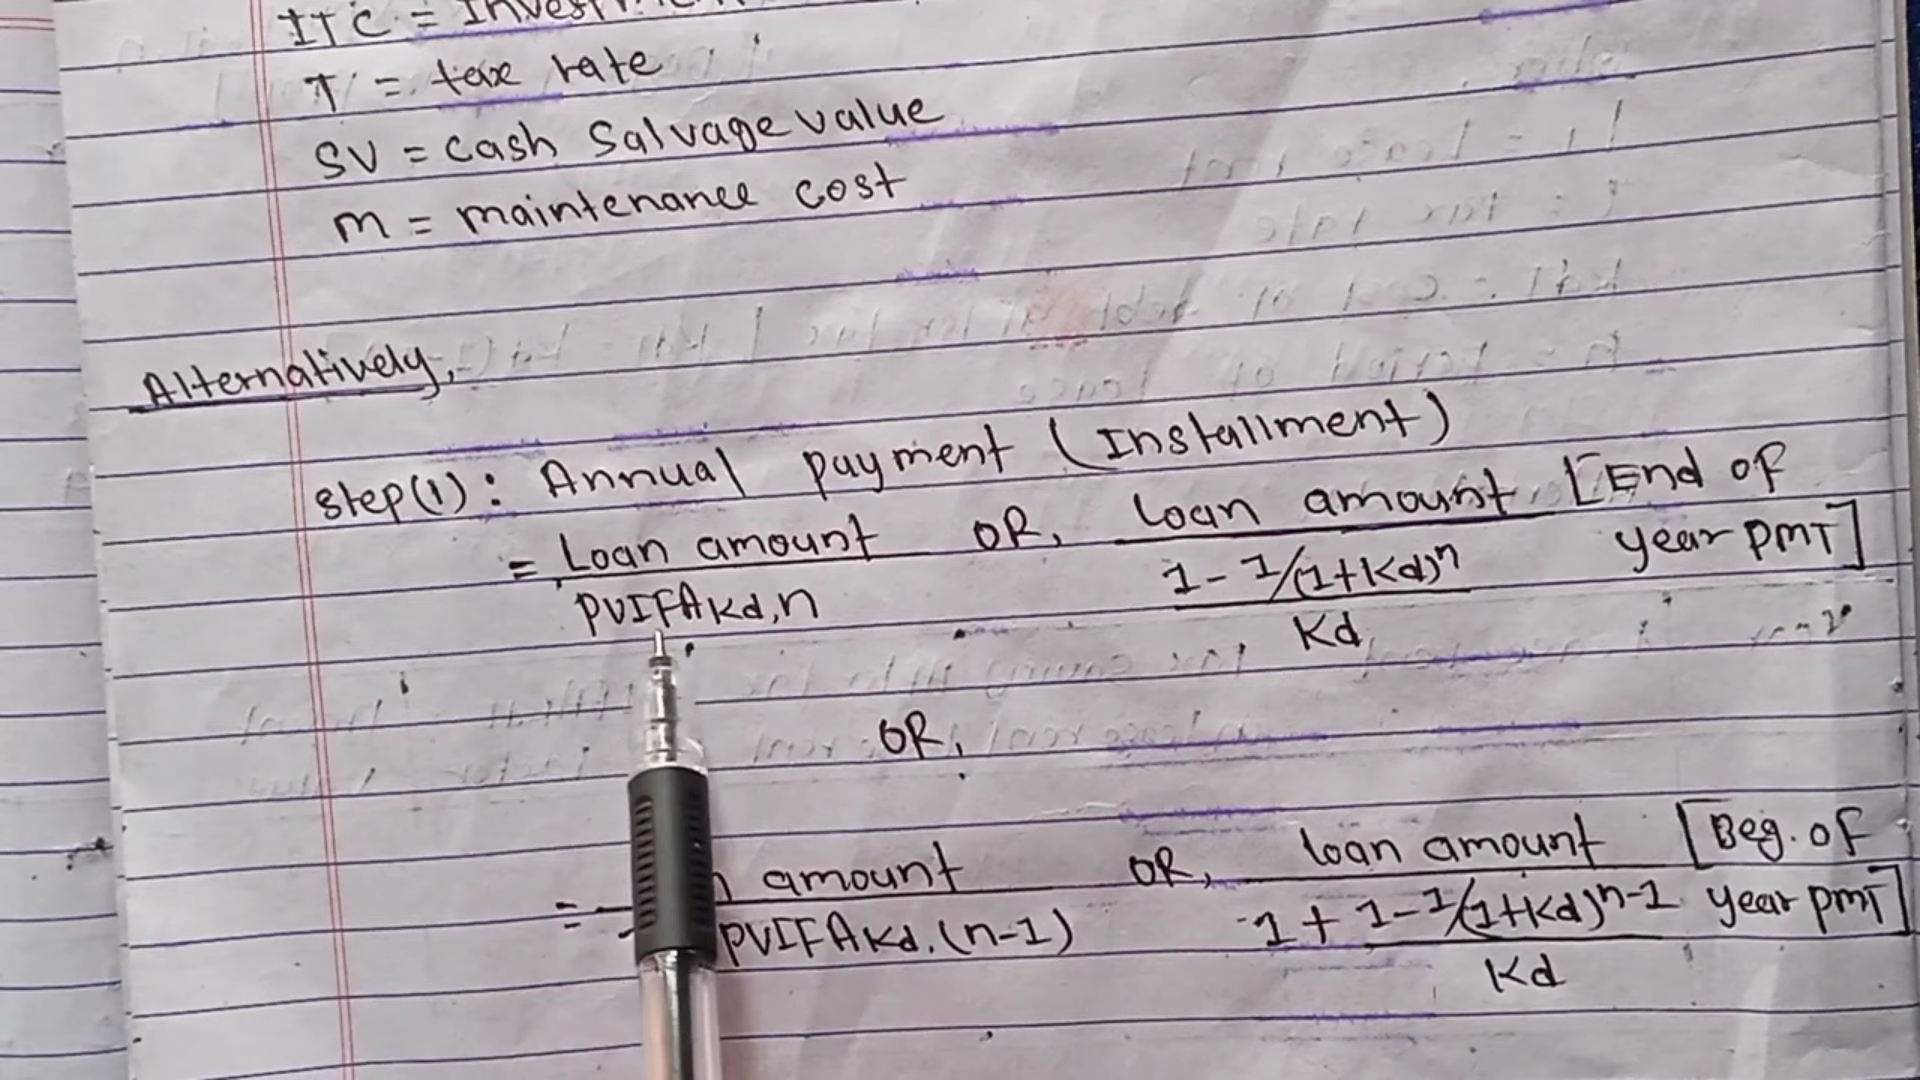 ITC = Investment
T = tax rate
SV = cash Salvage value
m = maintenance cost
Alternatively,
step(1): Annual payment (Installment)
= Loan amount / PVIFAKd,n OR, loan amount / (1 - 1/(1+Kd)^n / Kd) [End of year PMT]
OR,
= amount / PVIFAKd,(n-1) OR, loan amount / (1 + 1 - 1/(1+Kd)^n-1 / Kd) [Beg. of year PMT]